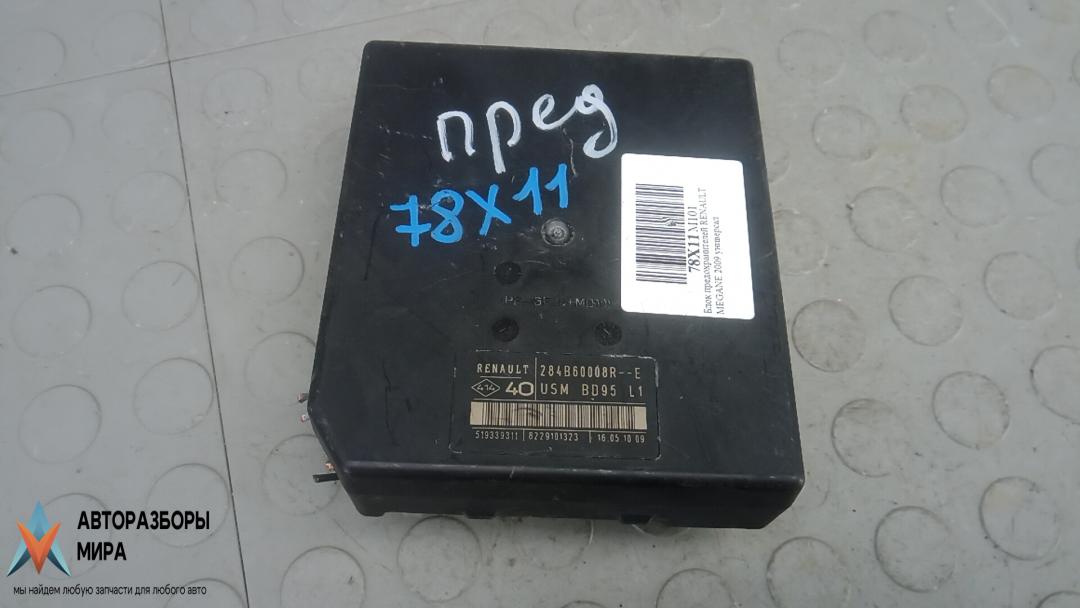 пред
78X11
78X11M101
Блок предохранителей RENAULT
MEGANE 2009 универсал
RENAULT 284B60008R--E
414 40 USM BD95 L1
519339311 8229101323 16.05 10 09
АВТОРАЗБОРЫ
МИРА
мы найдем любую запчасти для любого авто